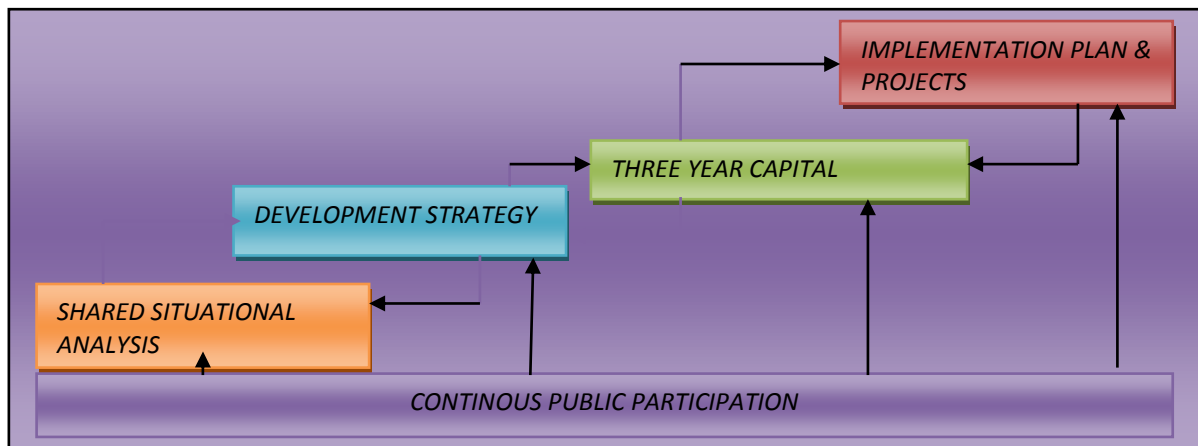 IMPLEMENTATION PLAN &
PROJECTS
THREE YEAR CAPITAL
DEVELOPMENT STRATEGY
SHARED SITUATIONAL
ANALYSIS
CONTINOUS PUBLIC PARTICIPATION